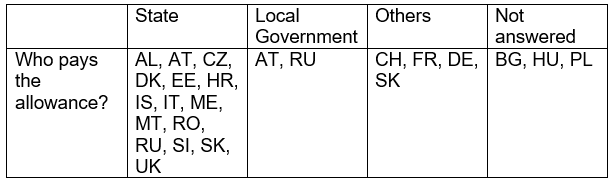 State
Local
Government
Others
Not
answered
Who pays
the
allowance?
AL, AT, CZ,
DK, EE, HR,
IS, IT, ME,
MT, RO,
RU, SI, SK,
UK
AT, RU
CH, FR, DE,
SK
BG, HU, PL